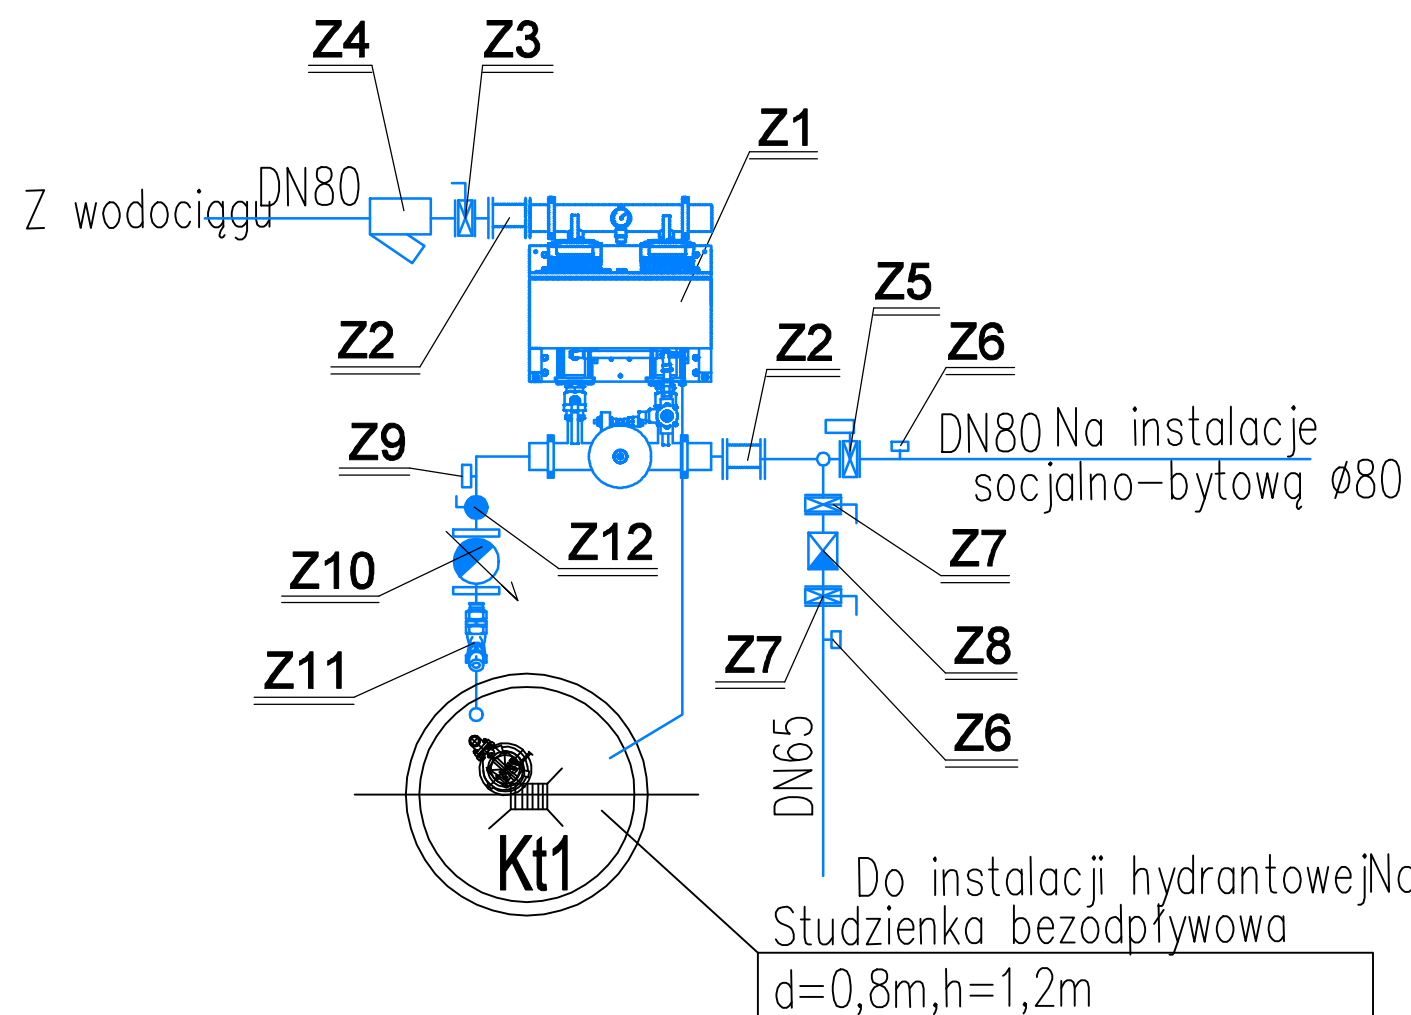 Z4
Z3
Z1
Z wodociągu
DN80
Z2
Z5
Z2
Z6
DN80
Na instalacje
socjalno-bytową ø80
Z9
Z12
Z7
Z10
Z11
Z7
Z8
Z6
DN65
Kt1
Do instalacji hydrantowej
Studzienka bezodpływowa
d=0,8m,h=1,2m